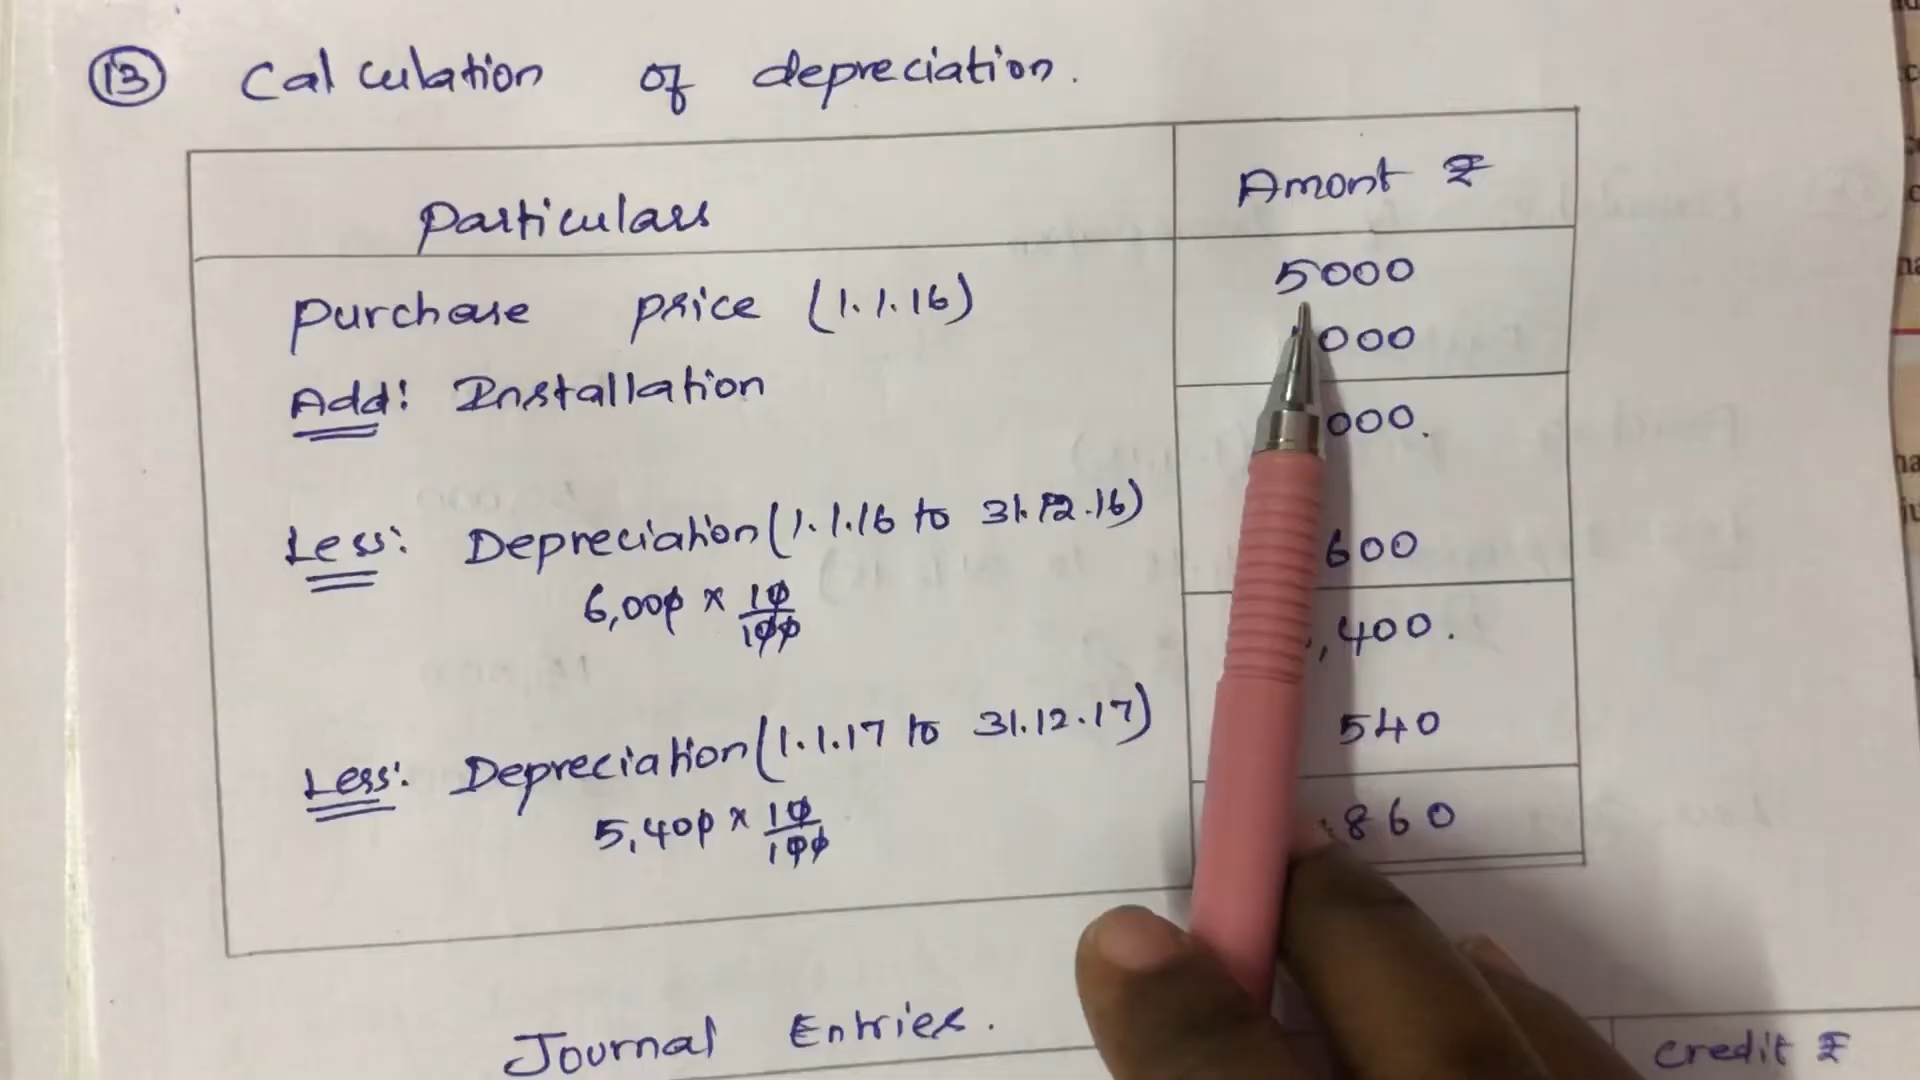 13 Calculation of depreciation.
Particulars Amont ₹
Purchase price (1.1.16) 5000
Add: Installation 000
000.
Less: Depreciation (1.1.16 to 31.12.16) 600
6,000 × 10/100
,400.
Less: Depreciation (1.1.17 to 31.12.17) 540
5,400 × 10/100
860
Journal Entries.
Credit ₹